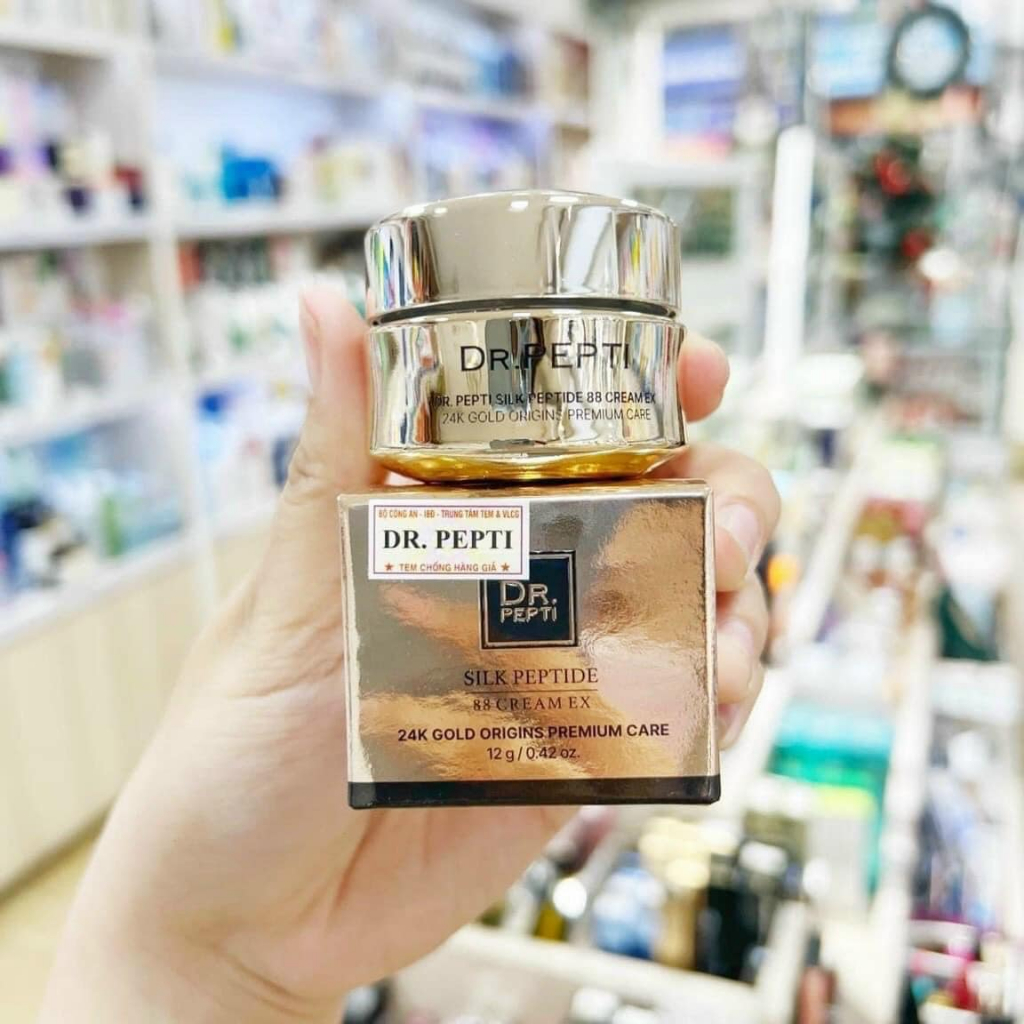 DR.PEPTI
DR. PEPTI SILK PEPTIDE 88 CREAM EX
24K GOLD ORIGINS PREMIUM CARE
BỘ CÔNG AN - IBĐ - TRUNG TÂM TEM & VLCG
DR. PEPTI
★ TEM CHỐNG HÀNG GIẢ ★
DR.
PEPTI
SILK PEPTIDE
88 CREAM EX
24K GOLD ORIGINS PREMIUM CARE
12 g / 0.42 oz.